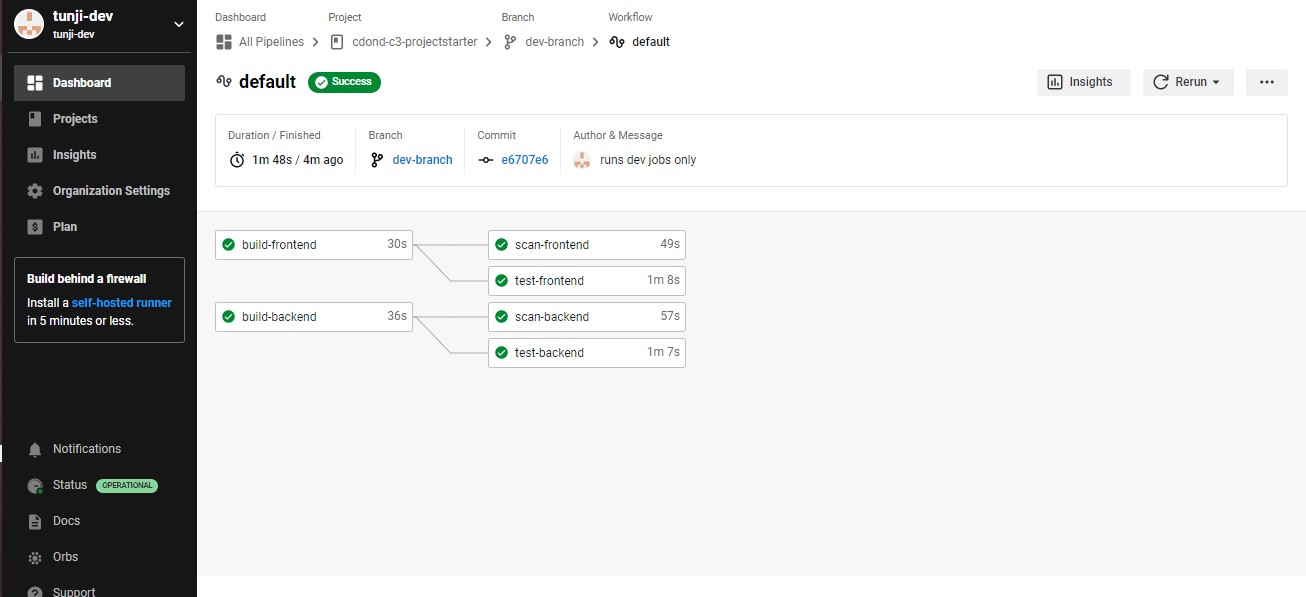 tunji-dev
tunji-dev
Dashboard
Projects
Insights
Organization Settings
Plan
Build behind a firewall
Install a self-hosted runner
in 5 minutes or less.
Notifications
Status OPERATIONAL
Docs
Orbs
Support
Dashboard Project Branch Workflow
All Pipelines cdond-c3-projectstarter dev-branch default
default Success Insights Rerun
Duration / Finished Branch Commit Author & Message
1m 48s / 4m ago dev-branch e6707e6 runs dev jobs only
build-frontend 30s scan-frontend 49s
test-frontend 1m 8s
build-backend 36s scan-backend 57s
test-backend 1m 7s